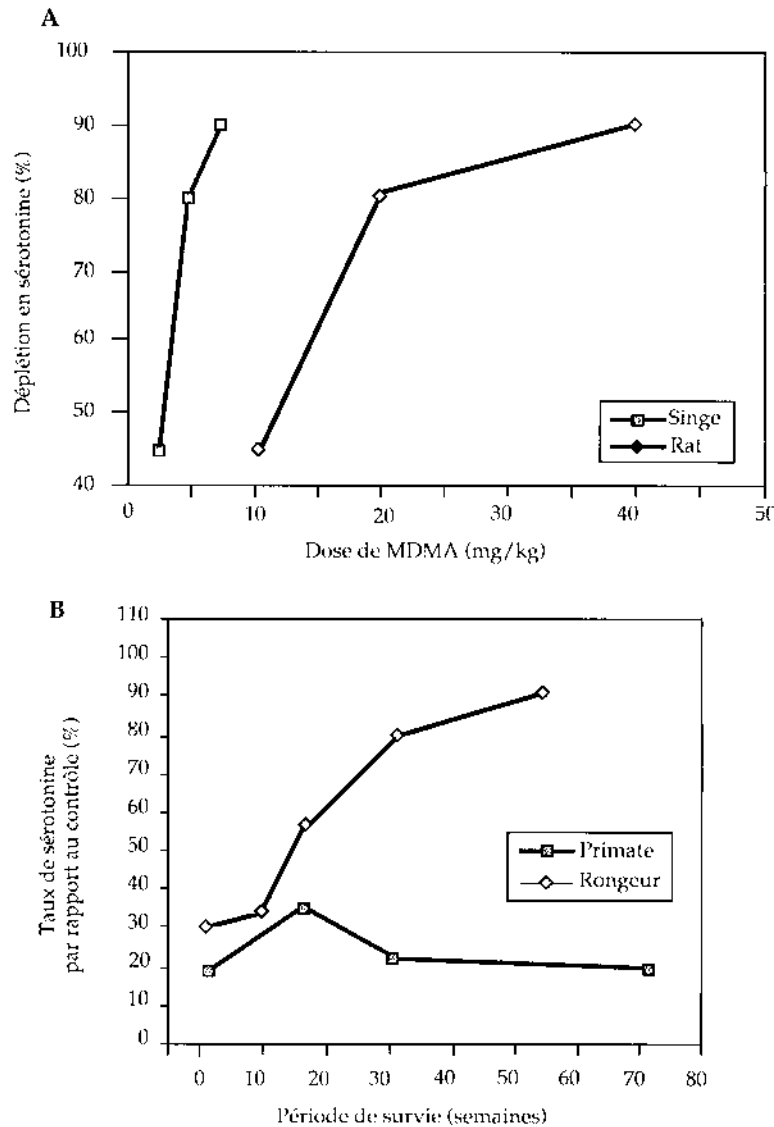 A
100
90
80
70
60
50
40
Déplétion en sérotonine (%)
Singe
Rat
0 10 20 30 40 50
Dose de MDMA (mg/kg)
B
110
100
90
80
70
60
50
40
30
20
10
0
Taux de sérotonine
par rapport au contrôle (%)
Primate
Rongeur
0 10 20 30 40 50 60 70 80
Période de survie (semaines)